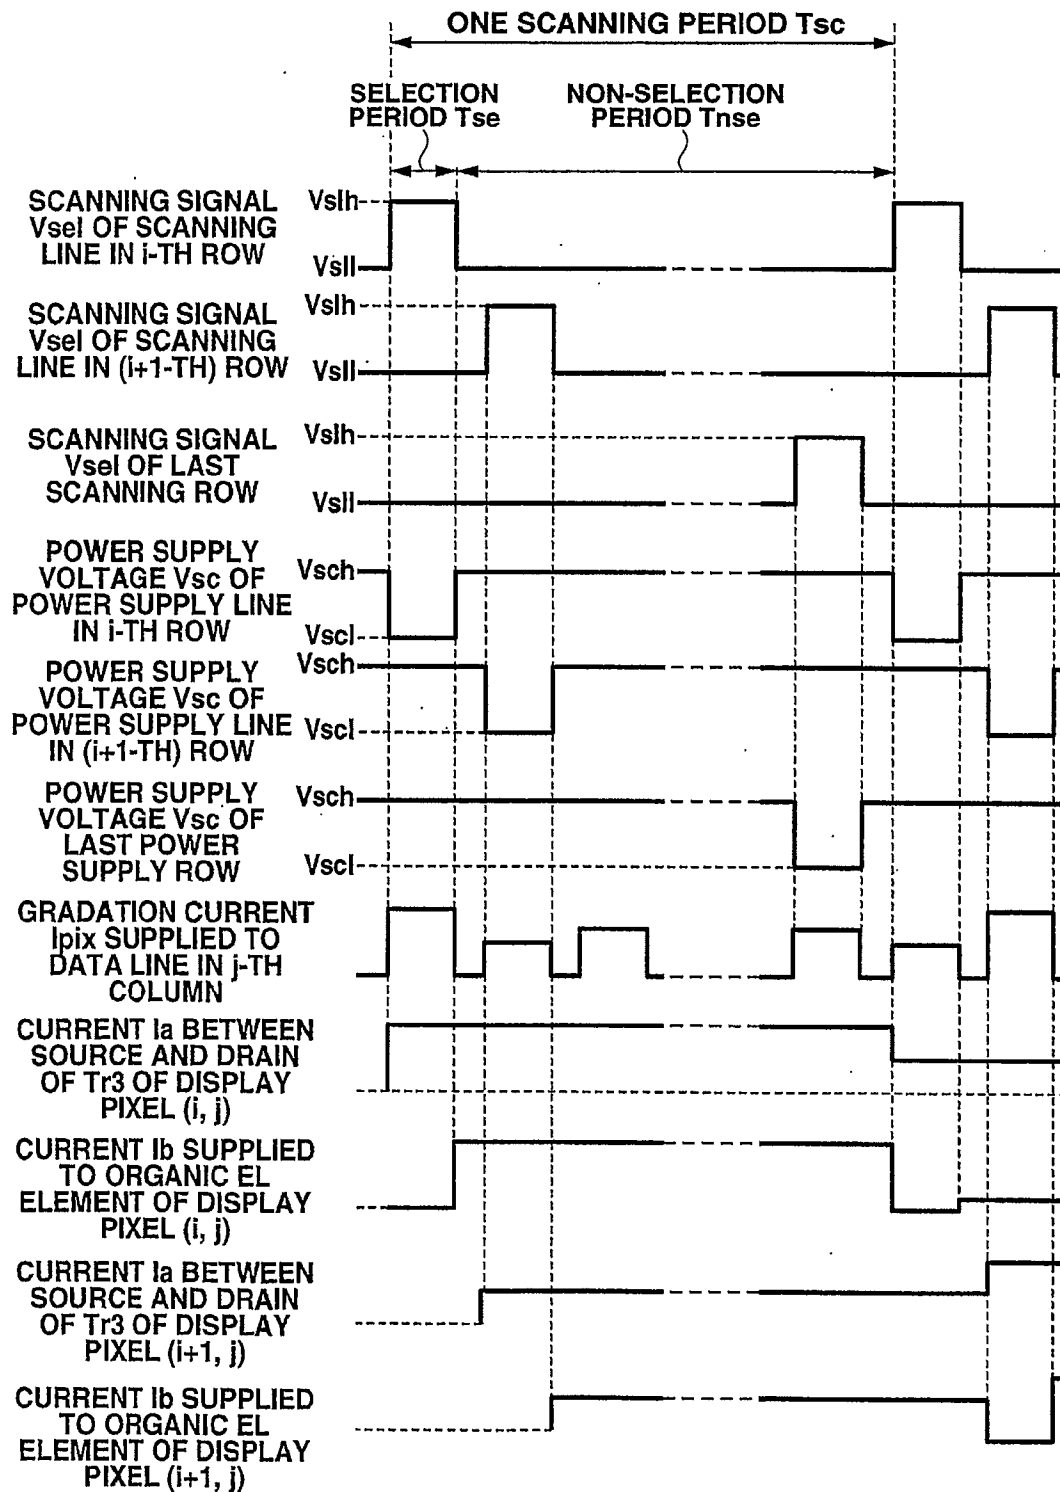 ONE SCANNING PERIOD Tsc
SELECTION
PERIOD Tse
NON-SELECTION
PERIOD Tnse
SCANNING SIGNAL
Vsel OF SCANNING
LINE IN i-TH ROW
Vslh
Vsll
SCANNING SIGNAL
Vsel OF SCANNING
LINE IN (i+1-TH) ROW
Vslh
Vsll
SCANNING SIGNAL
Vsel OF LAST
SCANNING ROW
Vslh
Vsll
POWER SUPPLY
VOLTAGE Vsc OF
POWER SUPPLY LINE
IN i-TH ROW
Vsch
Vscl
POWER SUPPLY
VOLTAGE Vsc OF
POWER SUPPLY LINE
IN (i+1-TH) ROW
Vsch
Vscl
POWER SUPPLY
VOLTAGE Vsc OF
LAST POWER
SUPPLY ROW
Vsch
Vscl
GRADATION CURRENT
Ipix SUPPLIED TO
DATA LINE IN j-TH
COLUMN
CURRENT Ia BETWEEN
SOURCE AND DRAIN
OF Tr3 OF DISPLAY
PIXEL (i, j)
CURRENT Ib SUPPLIED
TO ORGANIC EL
ELEMENT OF DISPLAY
PIXEL (i, j)
CURRENT Ia BETWEEN
SOURCE AND DRAIN
OF Tr3 OF DISPLAY
PIXEL (i+1, j)
CURRENT Ib SUPPLIED
TO ORGANIC EL
ELEMENT OF DISPLAY
PIXEL (i+1, j)